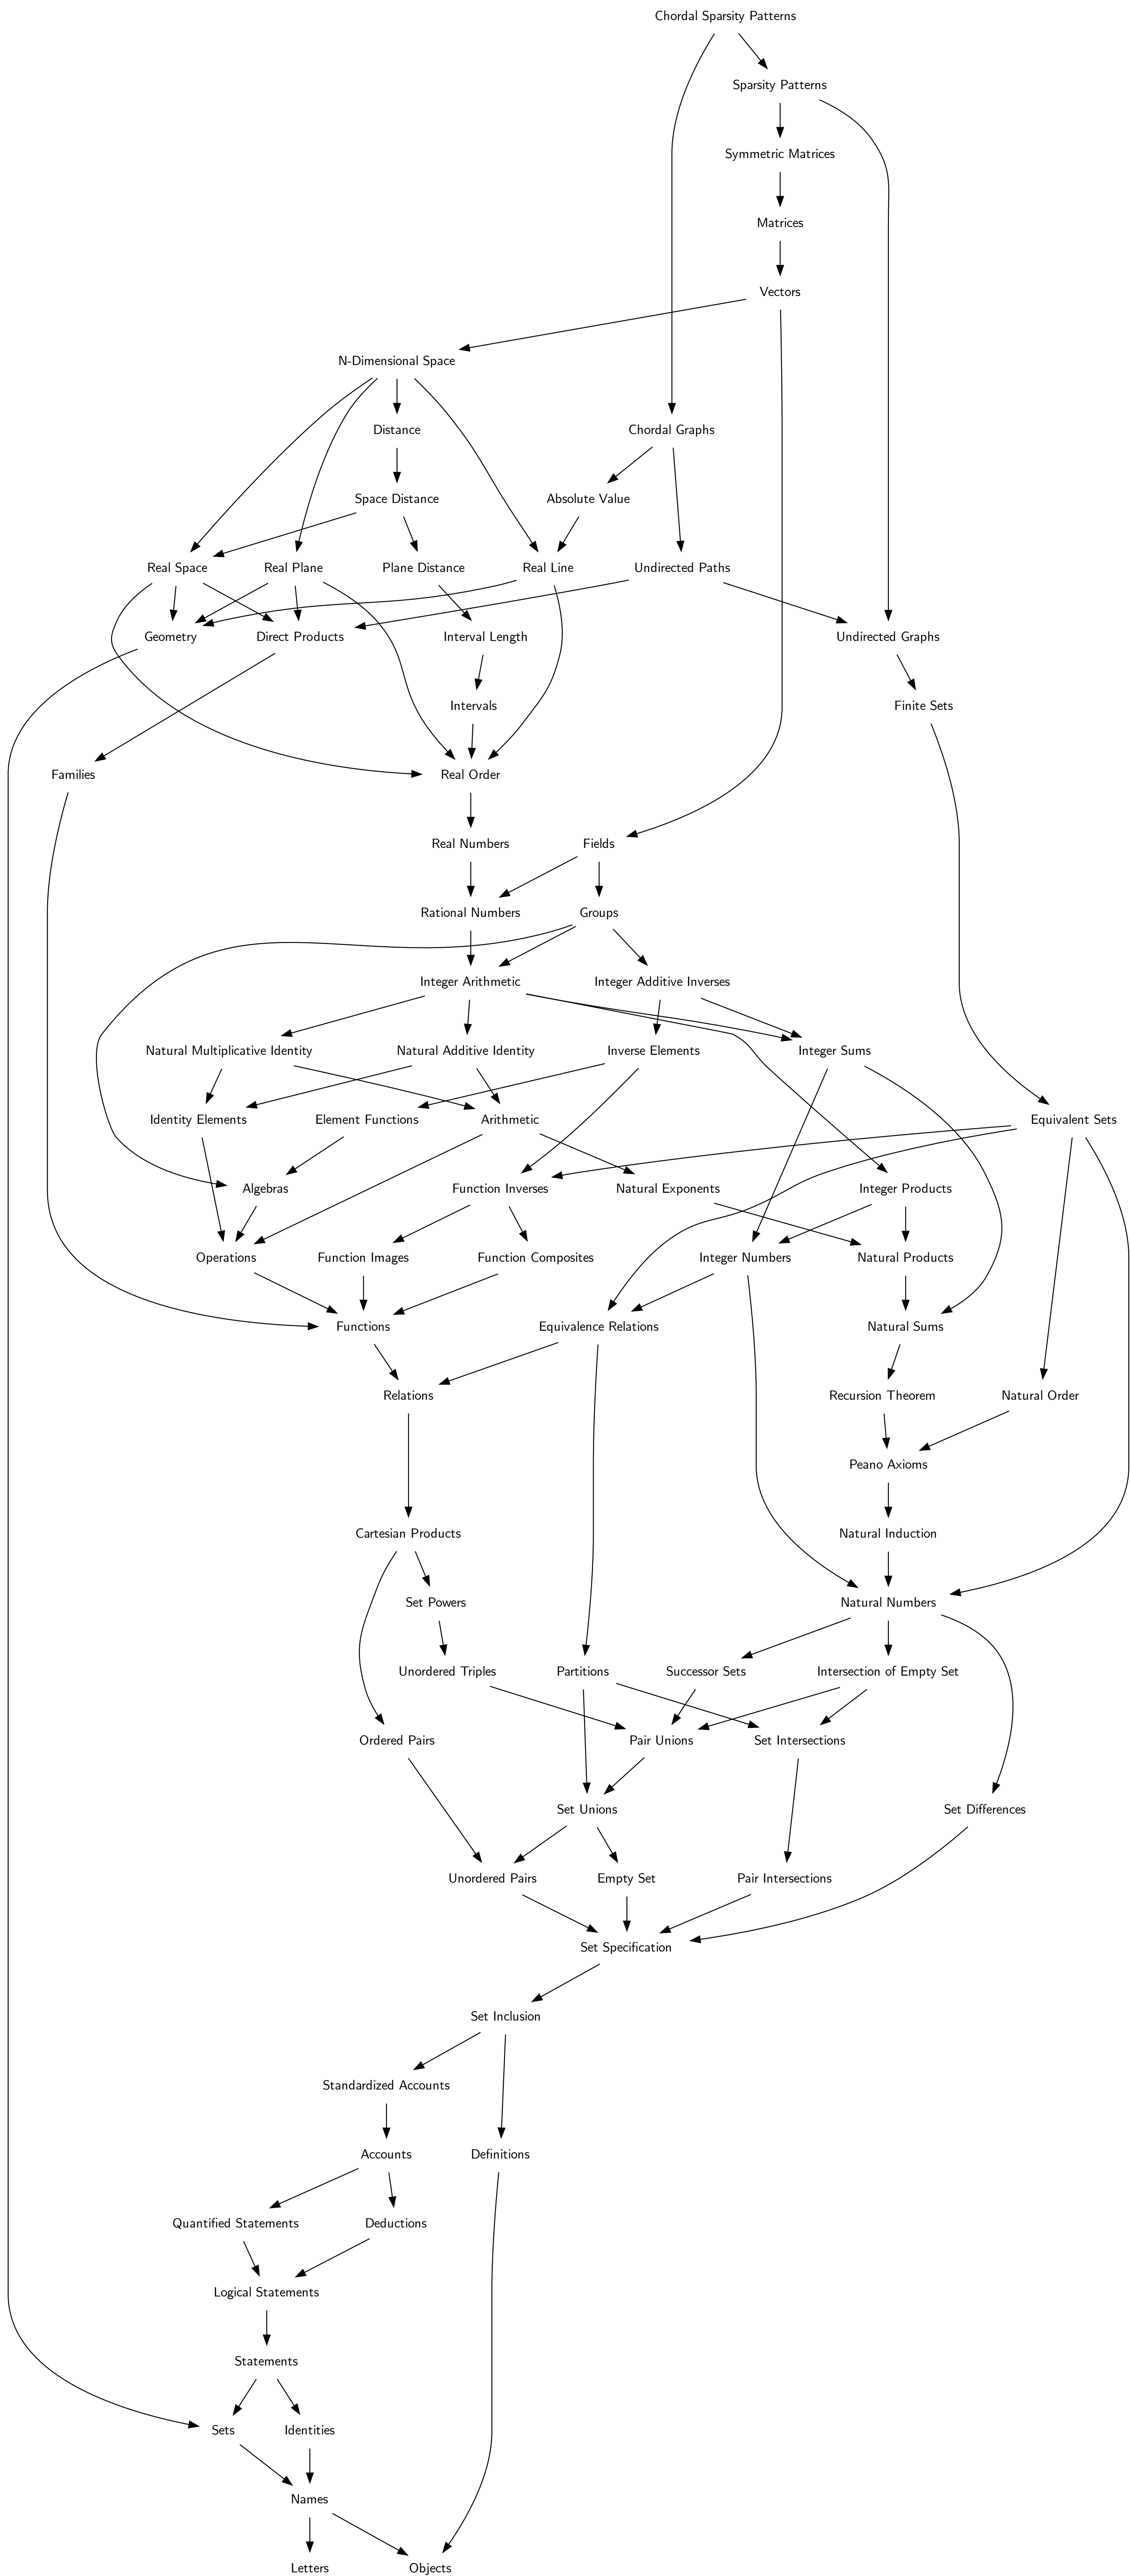 Chordal Sparsity Patterns
Sparsity Patterns
Symmetric Matrices
Matrices
Vectors
N-Dimensional Space
Distance
Chordal Graphs
Space Distance
Absolute Value
Real Space
Real Plane
Plane Distance
Real Line
Undirected Paths
Geometry
Direct Products
Interval Length
Undirected Graphs
Intervals
Finite Sets
Families
Real Order
Real Numbers
Fields
Rational Numbers
Groups
Integer Arithmetic
Integer Additive Inverses
Natural Multiplicative Identity
Natural Additive Identity
Inverse Elements
Integer Sums
Identity Elements
Element Functions
Arithmetic
Equivalent Sets
Algebras
Function Inverses
Natural Exponents
Integer Products
Operations
Function Images
Function Composites
Integer Numbers
Natural Products
Functions
Equivalence Relations
Natural Sums
Relations
Recursion Theorem
Natural Order
Peano Axioms
Cartesian Products
Natural Induction
Set Powers
Natural Numbers
Unordered Triples
Partitions
Successor Sets
Intersection of Empty Set
Ordered Pairs
Pair Unions
Set Intersections
Set Unions
Set Differences
Unordered Pairs
Empty Set
Pair Intersections
Set Specification
Set Inclusion
Standardized Accounts
Accounts
Definitions
Quantified Statements
Deductions
Logical Statements
Statements
Sets
Identities
Names
Letters
Objects